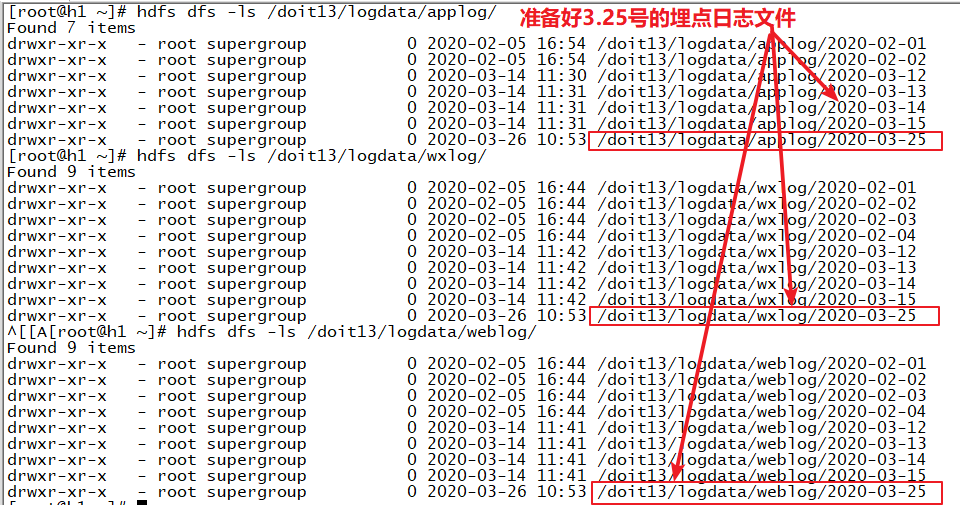 [root@h1 ~]# hdfs dfs -ls /doit13/logdata/applog/
准备好3.25号的埋点日志文件
Found 7 items
drwxr-xr-x - root supergroup 0 2020-02-05 16:54 /doit13/logdata/applog/2020-02-01
drwxr-xr-x - root supergroup 0 2020-02-05 16:54 /doit13/logdata/applog/2020-02-02
drwxr-xr-x - root supergroup 0 2020-03-14 11:30 /doit13/logdata/applog/2020-03-12
drwxr-xr-x - root supergroup 0 2020-03-14 11:31 /doit13/logdata/applog/2020-03-13
drwxr-xr-x - root supergroup 0 2020-03-14 11:31 /doit13/logdata/applog/2020-03-14
drwxr-xr-x - root supergroup 0 2020-03-14 11:31 /doit13/logdata/applog/2020-03-15
drwxr-xr-x - root supergroup 0 2020-03-26 10:53 /doit13/logdata/applog/2020-03-25
[root@h1 ~]# hdfs dfs -ls /doit13/logdata/wxlog/
Found 9 items
drwxr-xr-x - root supergroup 0 2020-02-05 16:44 /doit13/logdata/wxlog/2020-02-01
drwxr-xr-x - root supergroup 0 2020-02-05 16:44 /doit13/logdata/wxlog/2020-02-02
drwxr-xr-x - root supergroup 0 2020-02-05 16:44 /doit13/logdata/wxlog/2020-02-03
drwxr-xr-x - root supergroup 0 2020-02-05 16:44 /doit13/logdata/wxlog/2020-02-04
drwxr-xr-x - root supergroup 0 2020-03-14 11:42 /doit13/logdata/wxlog/2020-03-12
drwxr-xr-x - root supergroup 0 2020-03-14 11:42 /doit13/logdata/wxlog/2020-03-13
drwxr-xr-x - root supergroup 0 2020-03-14 11:42 /doit13/logdata/wxlog/2020-03-14
drwxr-xr-x - root supergroup 0 2020-03-14 11:42 /doit13/logdata/wxlog/2020-03-15
drwxr-xr-x - root supergroup 0 2020-03-26 10:53 /doit13/logdata/wxlog/2020-03-25
^[[A[root@h1 ~]# hdfs dfs -ls /doit13/logdata/weblog/
Found 9 items
drwxr-xr-x - root supergroup 0 2020-02-05 16:44 /doit13/logdata/weblog/2020-02-01
drwxr-xr-x - root supergroup 0 2020-02-05 16:44 /doit13/logdata/weblog/2020-02-02
drwxr-xr-x - root supergroup 0 2020-02-05 16:44 /doit13/logdata/weblog/2020-02-03
drwxr-xr-x - root supergroup 0 2020-02-05 16:44 /doit13/logdata/weblog/2020-02-04
drwxr-xr-x - root supergroup 0 2020-03-14 11:41 /doit13/logdata/weblog/2020-03-12
drwxr-xr-x - root supergroup 0 2020-03-14 11:41 /doit13/logdata/weblog/2020-03-13
drwxr-xr-x - root supergroup 0 2020-03-14 11:41 /doit13/logdata/weblog/2020-03-14
drwxr-xr-x - root supergroup 0 2020-03-14 11:41 /doit13/logdata/weblog/2020-03-15
drwxr-xr-x - root supergroup 0 2020-03-26 10:53 /doit13/logdata/weblog/2020-03-25